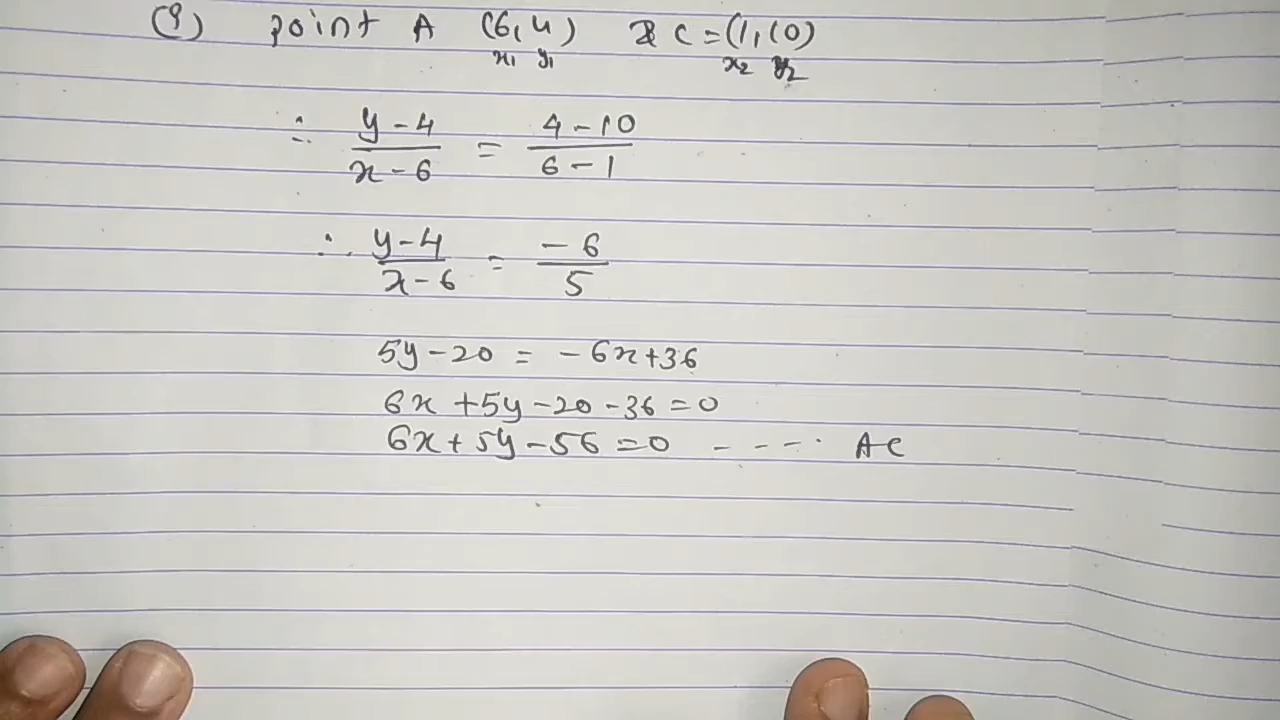 (9) point A (6, 4) & C = (1, 10)
x1 y1 x2 y2
∴ y - 4 / x - 6 = 4 - 10 / 6 - 1
∴ y - 4 / x - 6 = - 6 / 5
5y - 20 = - 6x + 36
6x + 5y - 20 - 36 = 0
6x + 5y - 56 = 0 - - - - · AC